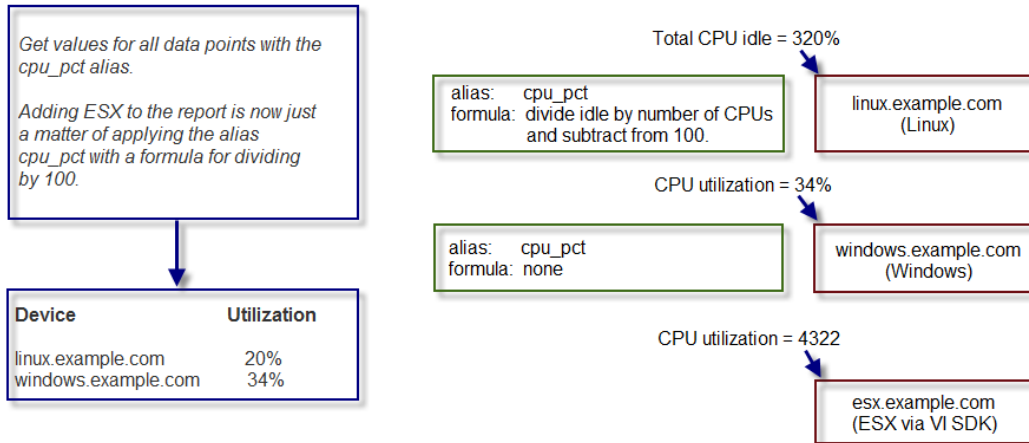 Get values for all data points with the
cpu_pct alias.
Adding ESX to the report is now just
a matter of applying the alias
cpu_pct with a formula for dividing
by 100.
Device Utilization
linux.example.com 20%
windows.example.com 34%
Total CPU idle = 320%
alias: cpu_pct
formula: divide idle by number of CPUs
and subtract from 100.
linux.example.com
(Linux)
CPU utilization = 34%
alias: cpu_pct
formula: none
windows.example.com
(Windows)
CPU utilization = 4322
esx.example.com
(ESX via VI SDK)